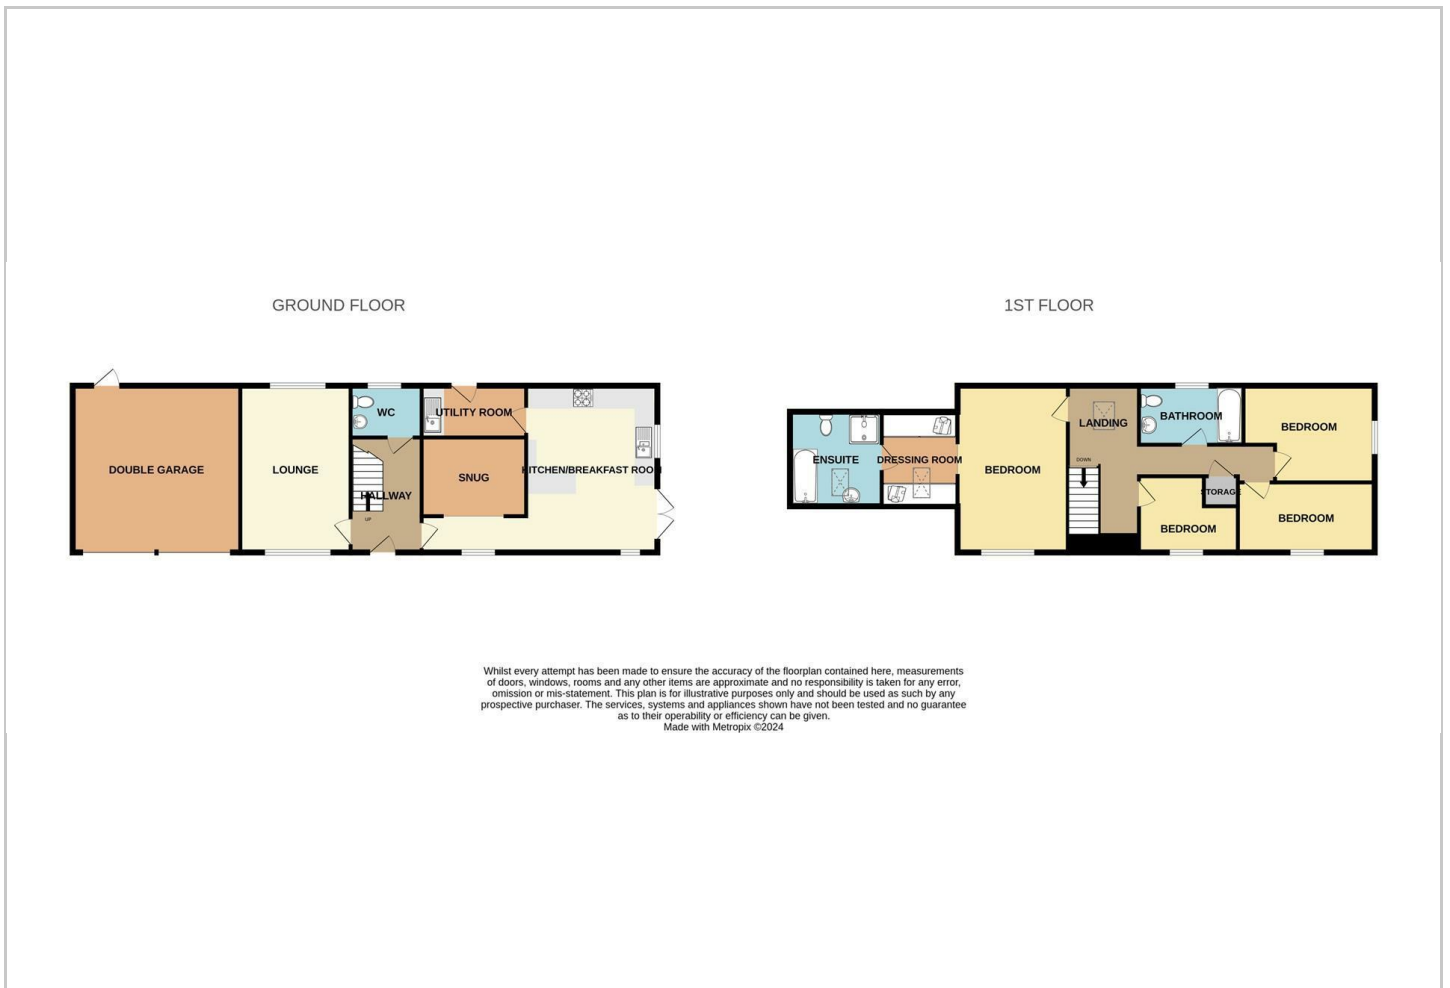 GROUND FLOOR
DOUBLE GARAGE
LOUNGE
WC
HALLWAY
UP
UTILITY ROOM
SNUG
KITCHEN/BREAKFAST ROOM
1ST FLOOR
ENSUITE
DRESSING ROOM
BEDROOM
LANDING
DOWN
BATHROOM
BEDROOM
STORAGE
BEDROOM
BEDROOM
Whilst every attempt has been made to ensure the accuracy of the floorplan contained here, measurements
of doors, windows, rooms and any other items are approximate and no responsibility is taken for any error,
omission or mis-statement. This plan is for illustrative purposes only and should be used as such by any
prospective purchaser. The services, systems and appliances shown have not been tested and no guarantee
as to their operability or efficiency can be given.
Made with Metropix ©2024